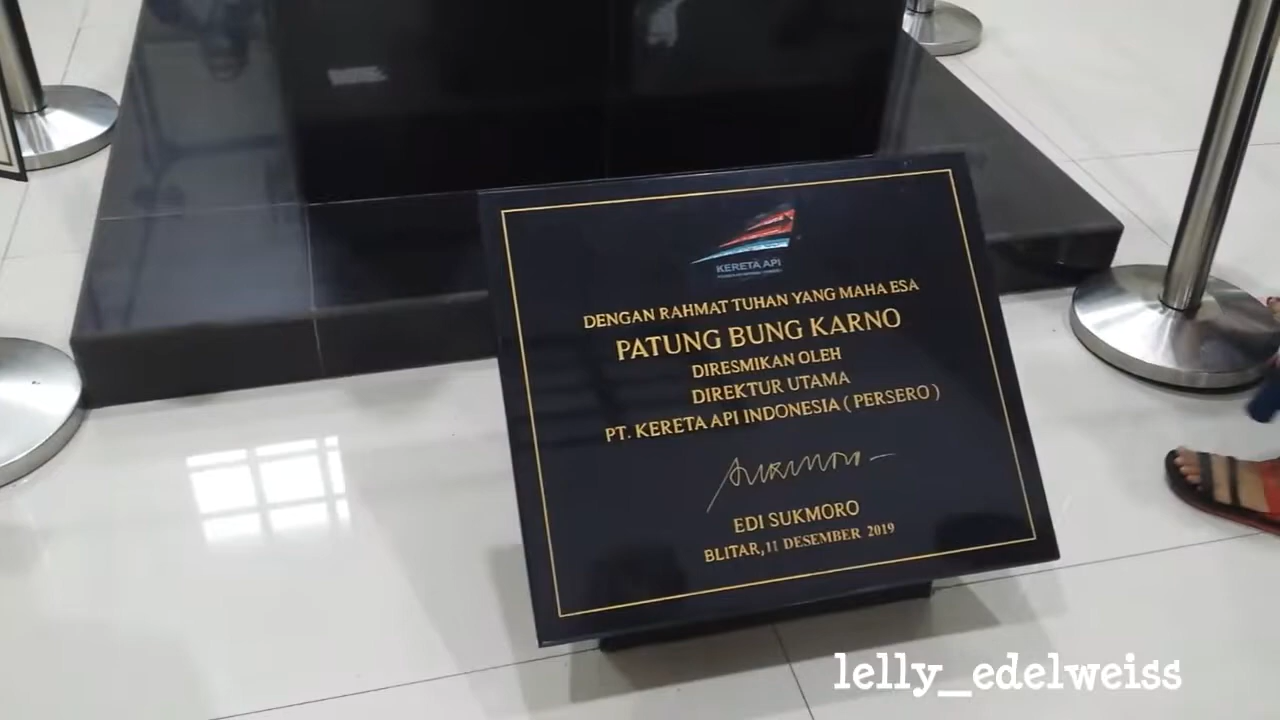 KERETA API
DENGAN RAHMAT TUHAN YANG MAHA ESA
PATUNG BUNG KARNO
DIRESMIKAN OLEH
DIREKTUR UTAMA
PT. KERETA API INDONESIA ( PERSERO )
EDI SUKMORO
BLITAR, 11 DESEMBER 2019
lelly_edelweiss